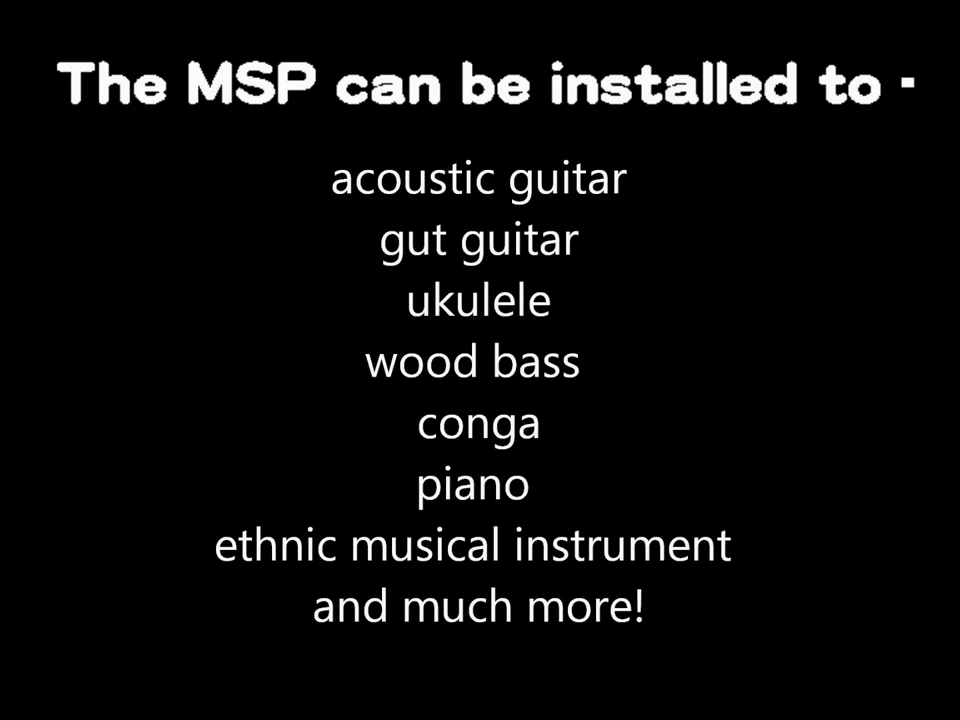 The MSP can be installed to -
acoustic guitar
gut guitar
ukulele
wood bass
conga
piano
ethnic musical instrument
and much more!